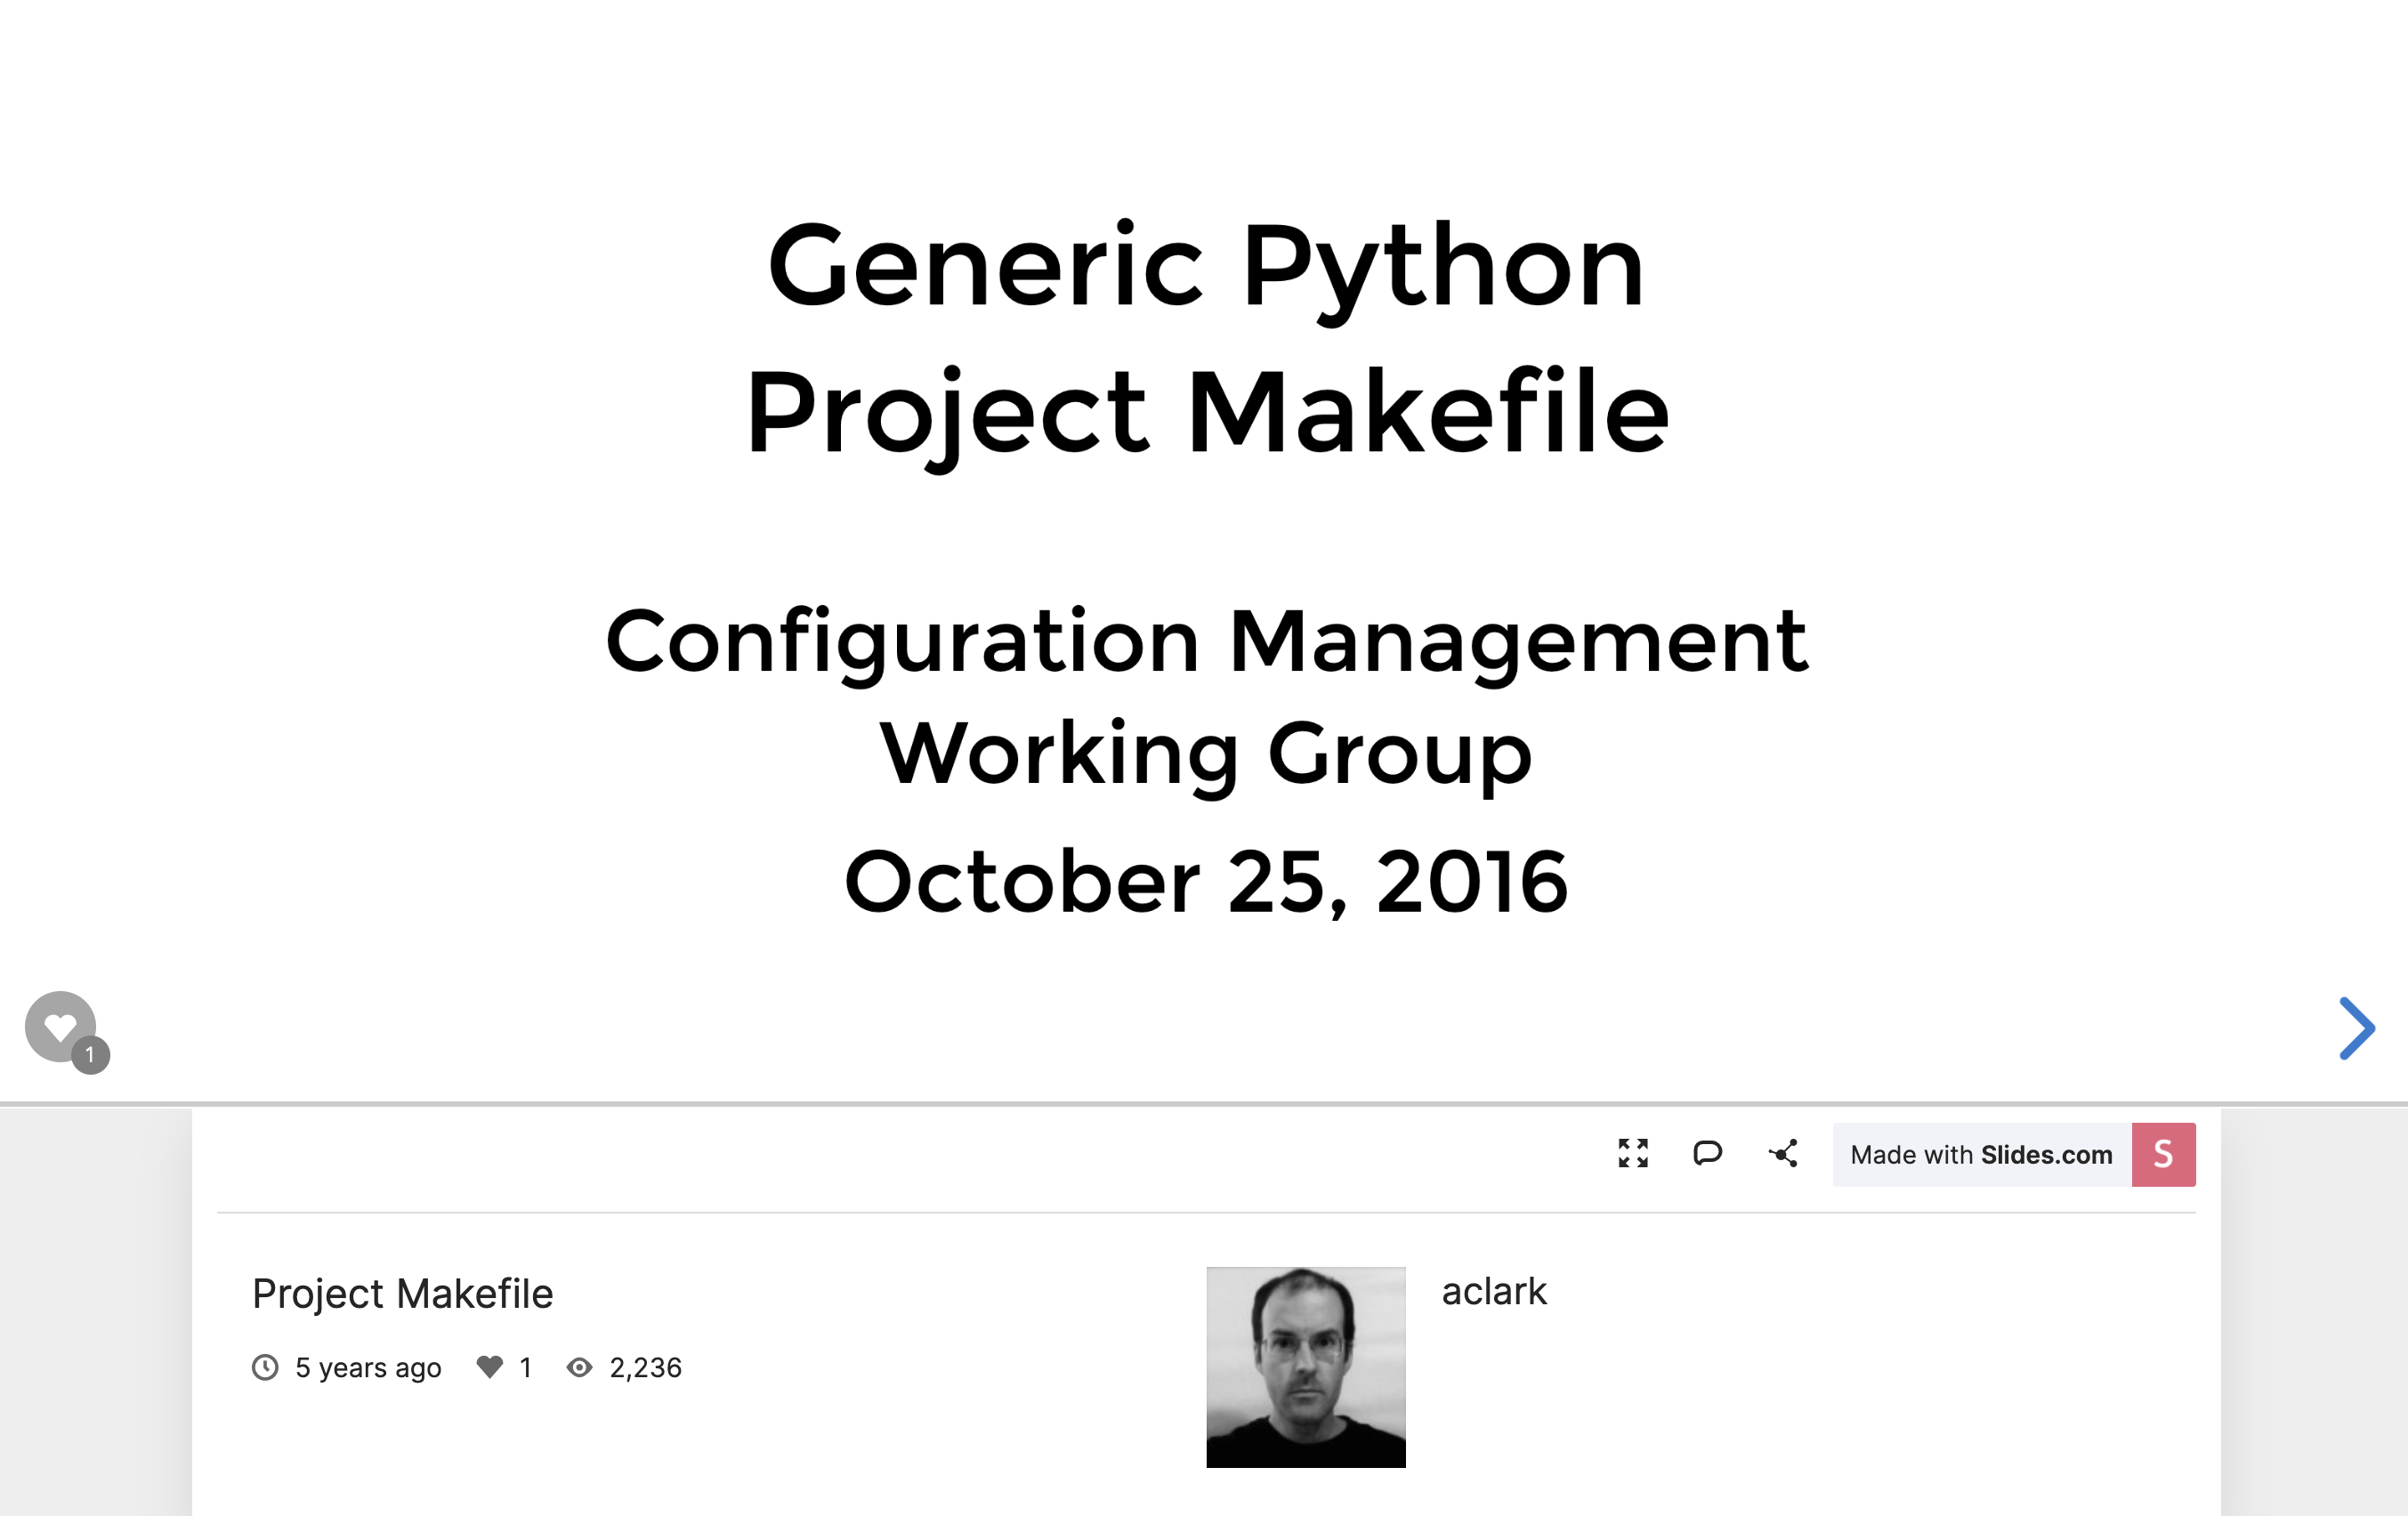 Generic Python
Project Makefile
Configuration Management
Working Group
October 25, 2016
1
Made with Slides.com S
Project Makefile
aclark
5 years ago 1 2,236